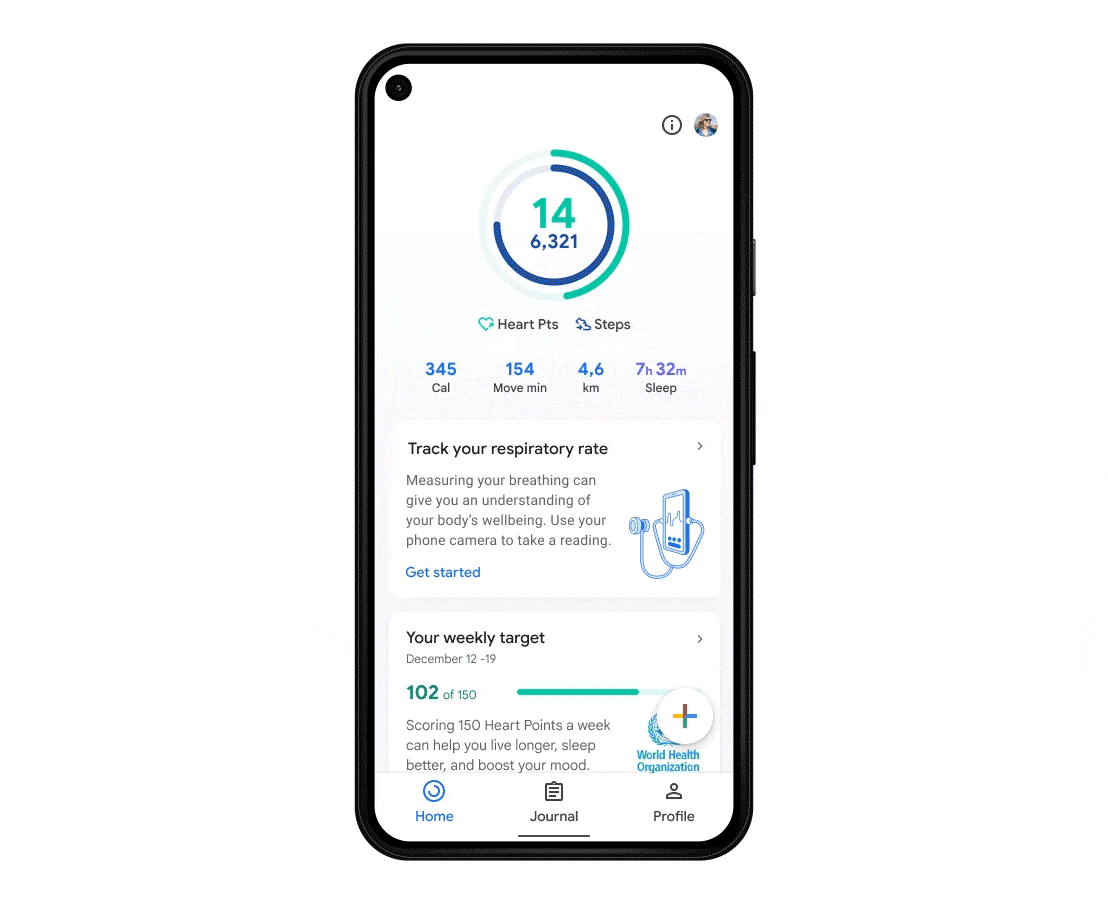 14
6,321
Heart Pts Steps
345 154 4,6 7h 32m
Cal Move min km Sleep
Track your respiratory rate
Measuring your breathing can
give you an understanding of
your body's wellbeing. Use your
phone camera to take a reading.
Get started
Your weekly target
December 12 -19
102 of 150
Scoring 150 Heart Points a week
can help you live longer, sleep
better, and boost your mood.
World Health
Organization
Home Journal Profile